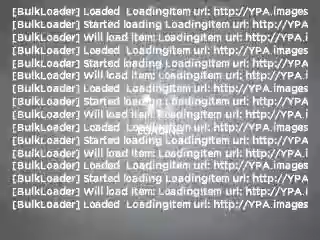 [BulkLoader] Loaded LoadingItem url: http://YPA.images
[BulkLoader] Started loading LoadingItem url: http://YPA
[BulkLoader] Will load item: LoadingItem url: http://YPA.i
[BulkLoader] Loaded LoadingItem url: http://YPA.images
[BulkLoader] Started loading LoadingItem url: http://YPA
[BulkLoader] Will load item: LoadingItem url: http://YPA.i
[BulkLoader] Loaded LoadingItem url: http://YPA.images
[BulkLoader] Started loading LoadingItem url: http://YPA
[BulkLoader] Will load item: LoadingItem url: http://YPA.i
[BulkLoader] Loaded LoadingItem url: http://YPA.images
[BulkLoader] Started loading LoadingItem url: http://YPA
[BulkLoader] Will load item: LoadingItem url: http://YPA.i
[BulkLoader] Loaded LoadingItem url: http://YPA.images
[BulkLoader] Started loading LoadingItem url: http://YPA
[BulkLoader] Will load item: LoadingItem url: http://YPA.i
[BulkLoader] Loaded LoadingItem url: http://YPA.images